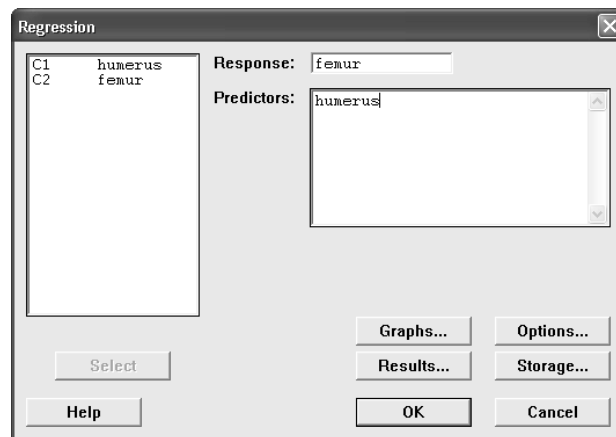 Regression
C1 humerus
C2 femur
Response: femur
Predictors: humerus
Graphs... Options...
Select Results... Storage...
Help OK Cancel